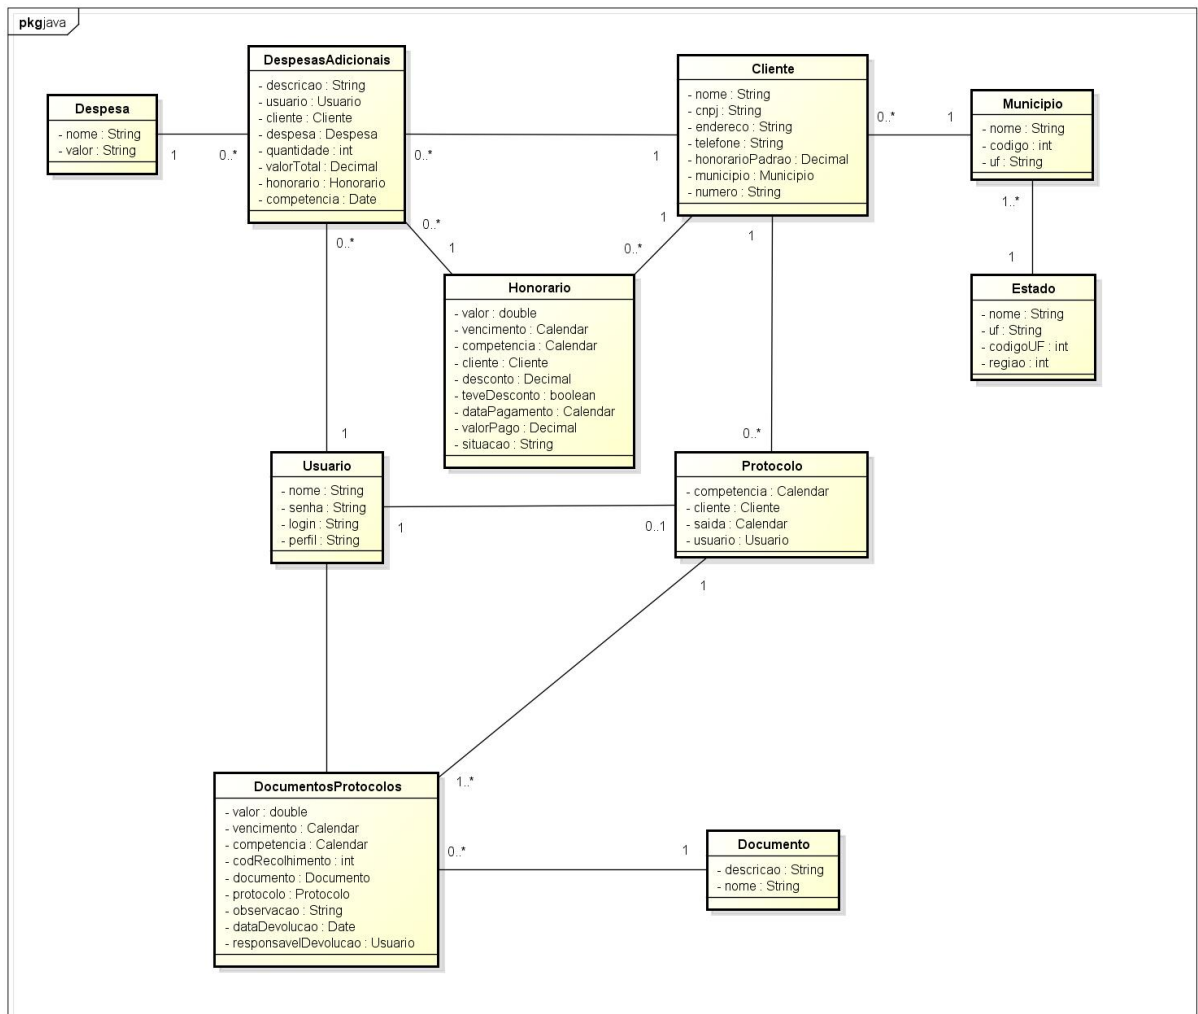 pkg java
DespesasAdicionais
- descricao : String
- usuario : Usuario
- cliente : Cliente
- despesa : Despesa
- quantidade : int
- valorTotal : Decimal
- honorario : Honorario
- competencia : Date
Cliente
- nome : String
- cnpj : String
- endereco : String
- telefone : String
- honorarioPadrao : Decimal
- municipio : Municipio
- numero : String
Despesa
- nome : String
- valor : String
Municipio
- nome : String
- codigo : int
- uf : String
1
0..*
0..*
1
0..*
1
0..*
1
0..*
1
0..*
1
1..*
1
Honorario
- valor : double
- vencimento : Calendar
- competencia : Calendar
- cliente : Cliente
- desconto : Decimal
- teveDesconto : boolean
- dataPagamento : Calendar
- valorPago : Decimal
- situacao : String
Estado
- nome : String
- uf : String
- codigoUF : int
- regiao : int
1
0..*
1
Usuario
- nome : String
- senha : String
- login : String
- perfil : String
Protocolo
- competencia : Calendar
- cliente : Cliente
- saida : Calendar
- usuario : Usuario
1
0..1
1
1..*
DocumentosProtocolos
- valor : double
- vencimento : Calendar
- competencia : Calendar
- codRecolhimento : int
- documento : Documento
- protocolo : Protocolo
- observacao : String
- dataDevolucao : Date
- responsavelDevolucao : Usuario
0..*
1
Documento
- descricao : String
- nome : String